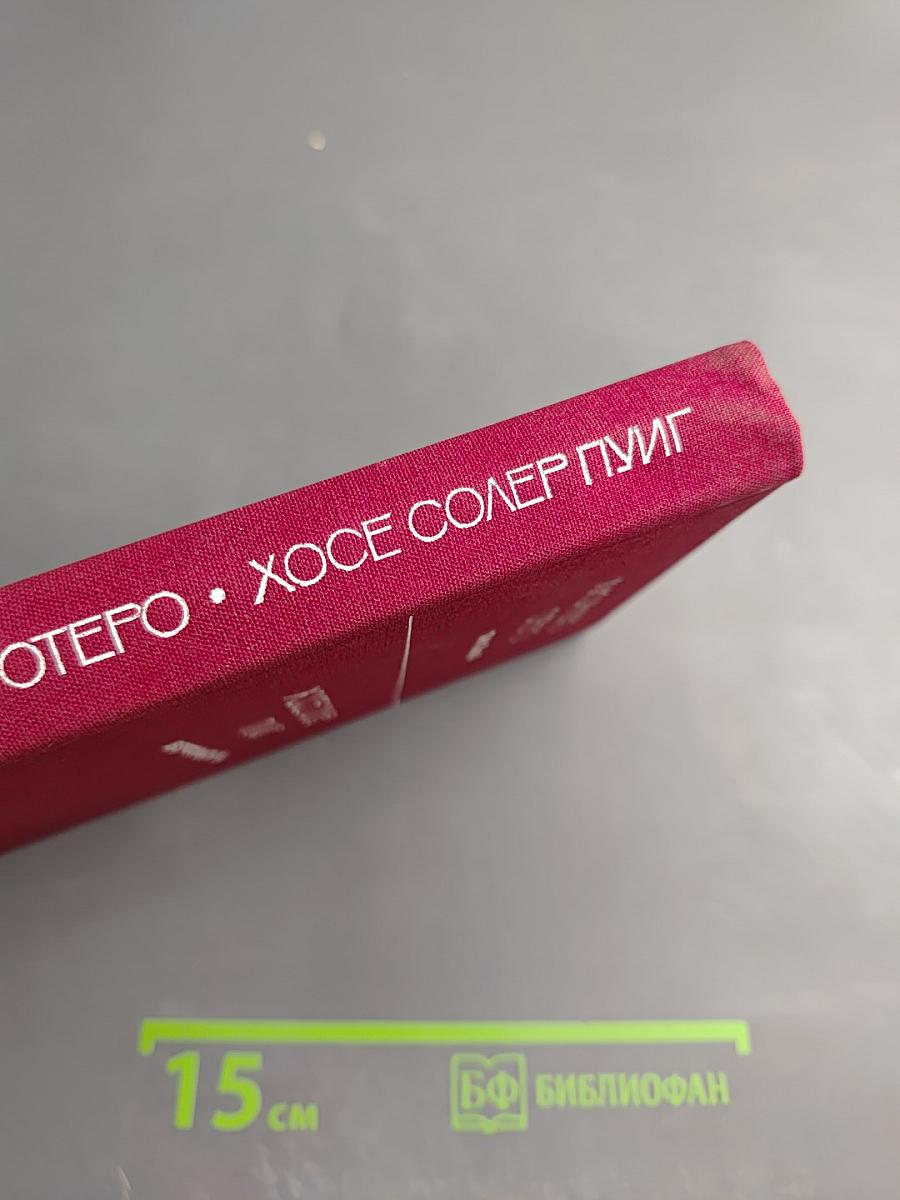 ОТЕРО • ХОСЕ СОЛЕР ПУИГ
15 см
БФ БИБЛИОФАН